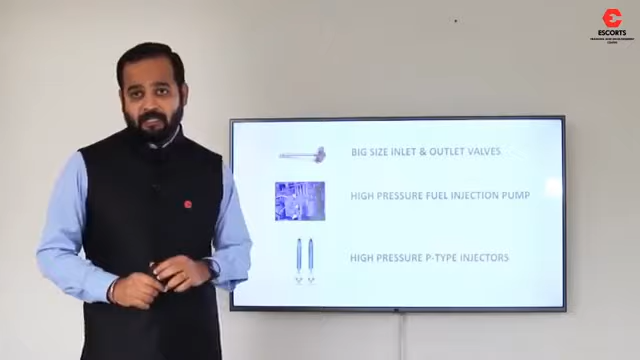 ESCORTS
BIG SIZE INLET & OUTLET VALVES
HIGH PRESSURE FUEL INJECTION PUMP
HIGH PRESSURE P-TYPE INJECTORS